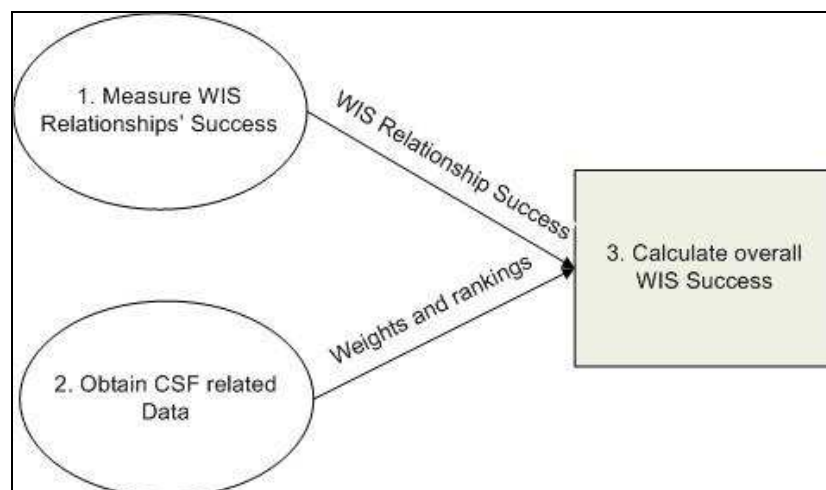 1. Measure WIS
Relationships' Success
WIS Relationship Success
3. Calculate overall
WIS Success
Weights and rankings
2. Obtain CSF related
Data